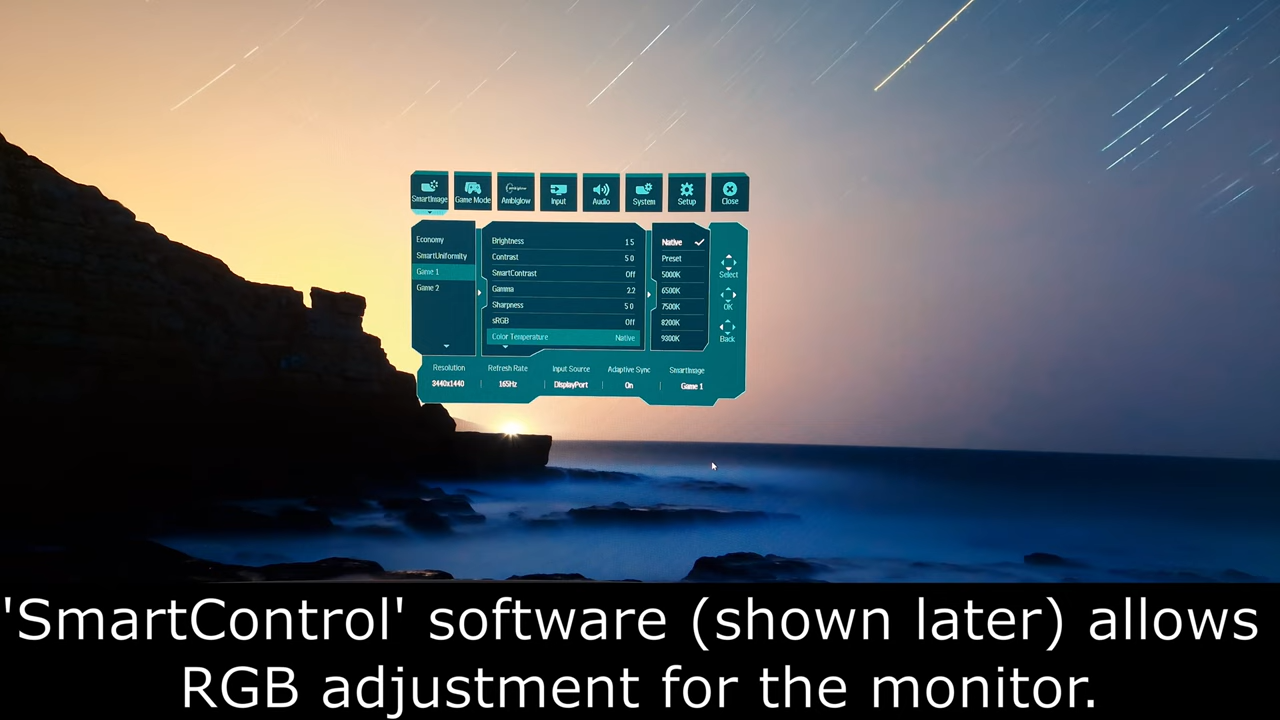 SmartImage
Game Mode
Ambiglow
Input
Audio
System
Setup
Close
Economy
SmartUniformity
Game 1
Game 2
Brightness 15
Contrast 50
SmartContrast Off
Gamma 2.2
Sharpness 50
sRGB Off
Color Temperature Native
Native
Preset
5000K
6500K
7500K
8200K
9300K
Select
OK
Back
Resolution
3440x1440
Refresh Rate
165Hz
Input Source
DisplayPort
Adaptive Sync
On
SmartImage
Game 1
'SmartControl' software (shown later) allows
RGB adjustment for the monitor.